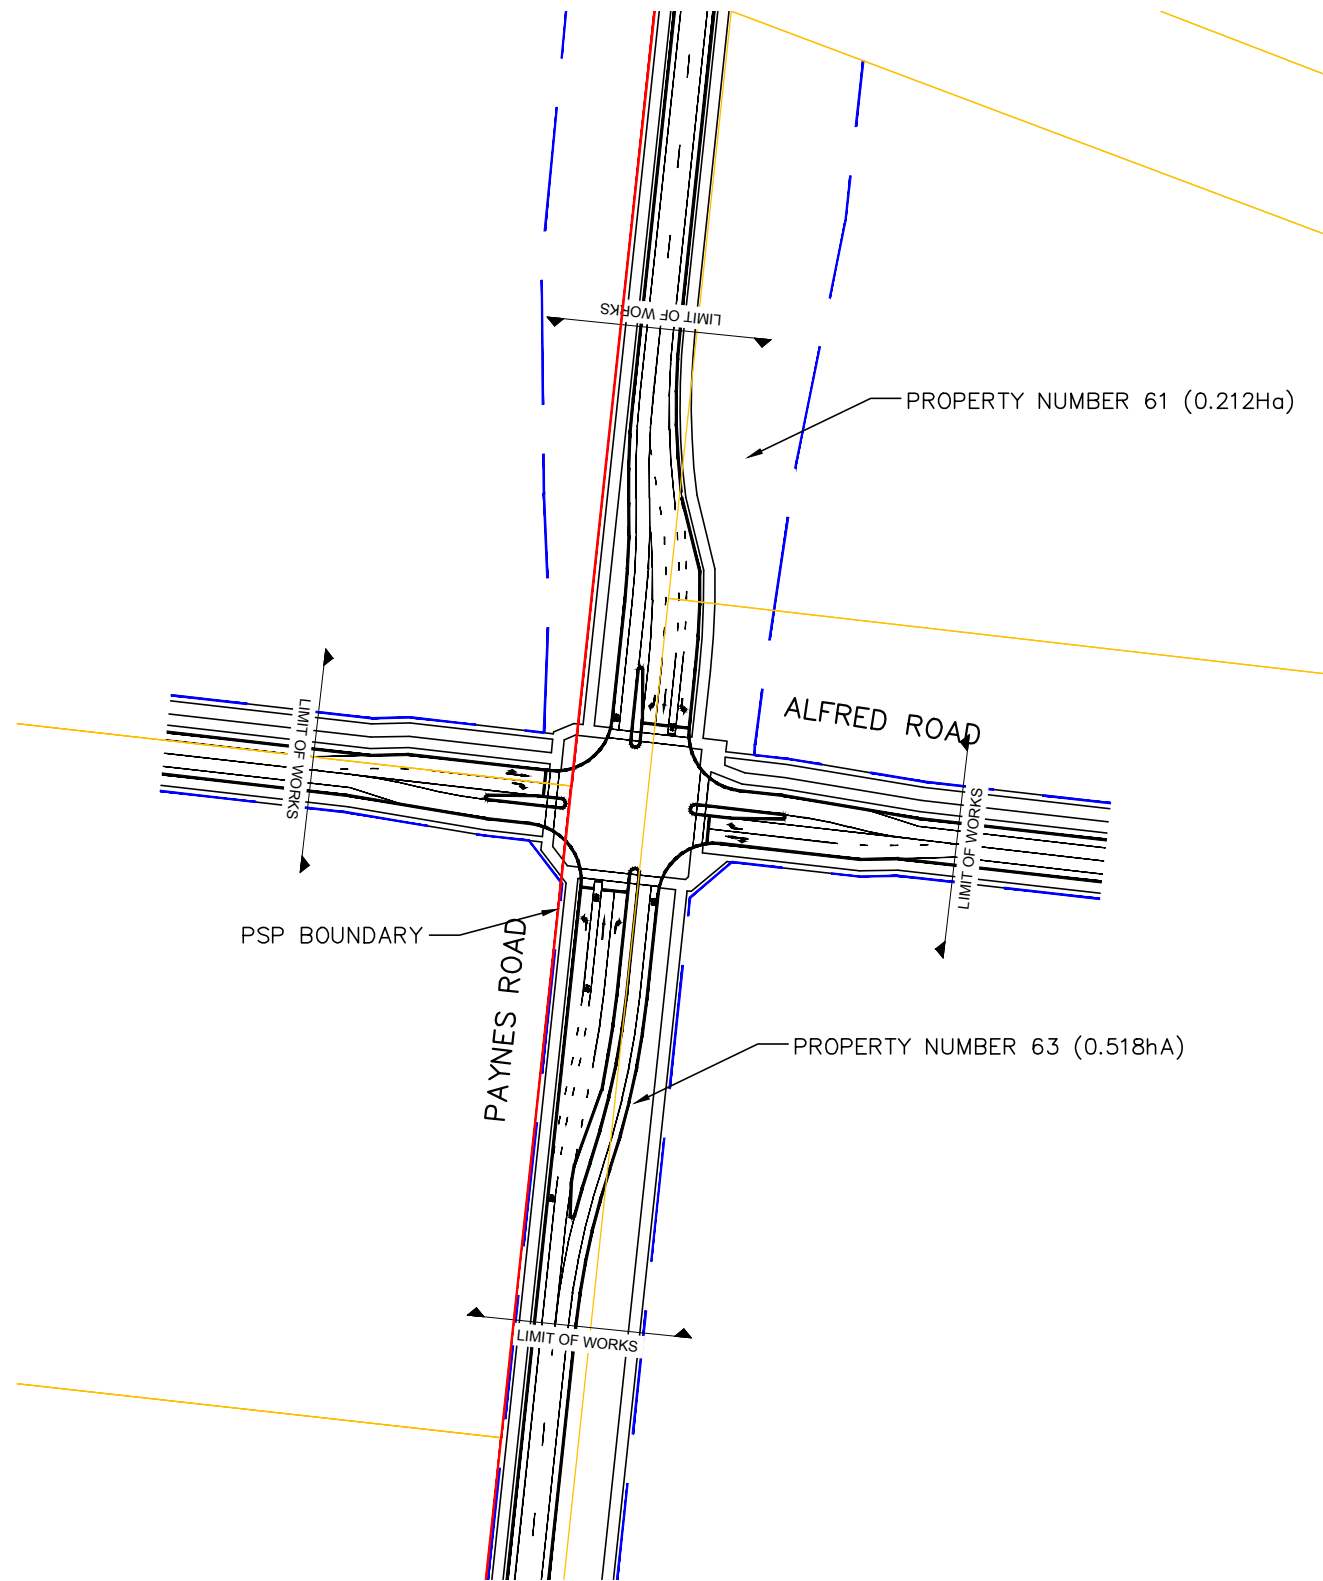 LIMIT OF WORKS
PROPERTY NUMBER 61 (0.212Ha)
LIMIT OF WORKS
ALFRED ROAD
LIMIT OF WORKS
PSP BOUNDARY
PAYNES ROAD
PROPERTY NUMBER 63 (0.518hA)
LIMIT OF WORKS